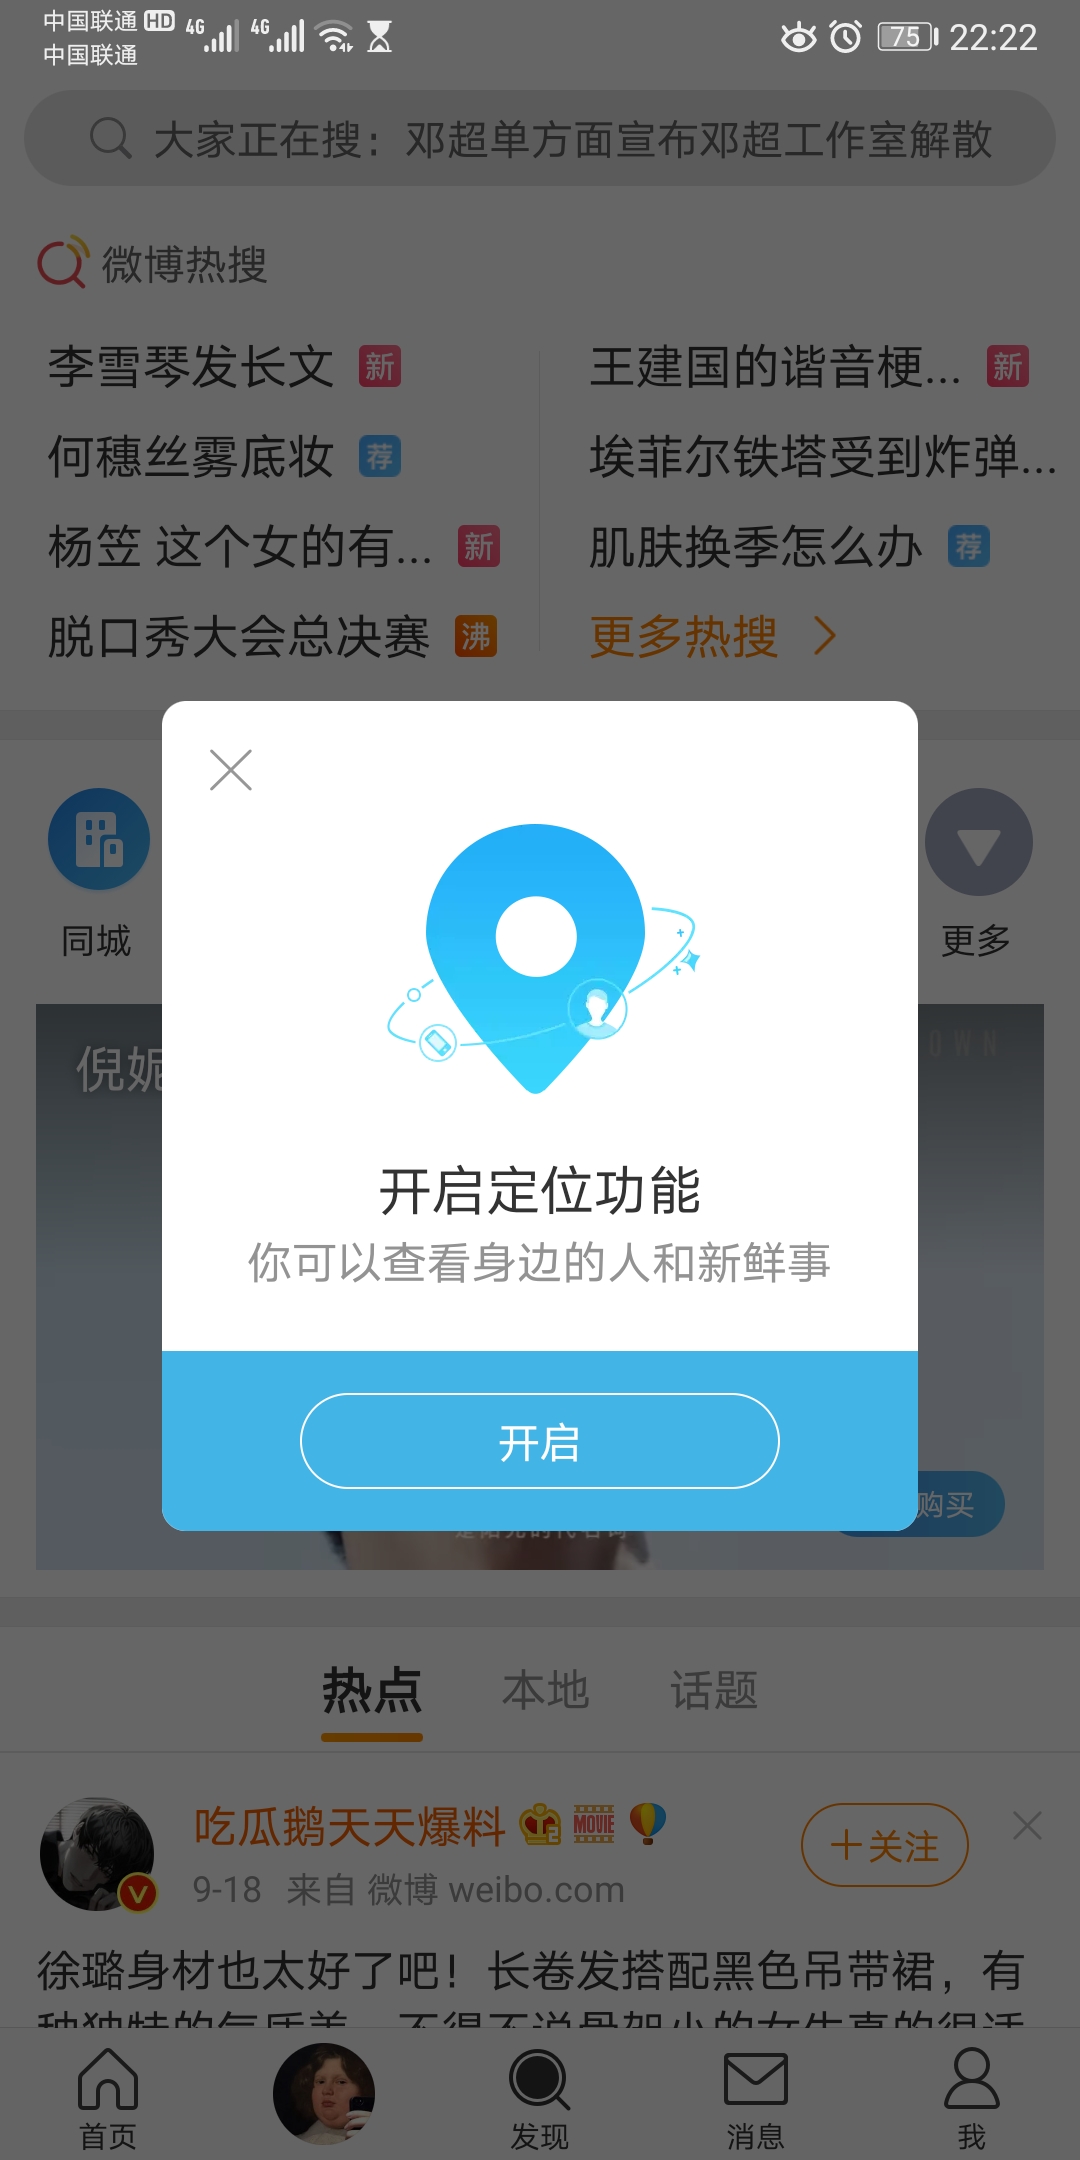 中国联通 HD 4G 4G 75 22:22
中国联通
大家正在搜：邓超单方面宣布邓超工作室解散
微博热搜
李雪琴发长文 新
王建国的谐音梗... 新
何穗丝雾底妆 荐
埃菲尔铁塔受到炸弹...
杨笠 这个女的有... 新
肌肤换季怎么办 荐
脱口秀大会总决赛 沸
更多热搜
同城
更多
倪妮
OWN
开启定位功能
你可以查看身边的人和新鲜事
开启
购买
热点 本地 话题
吃瓜鹅天天爆料 2 MOVIE
+关注
9-18 来自 微博 weibo.com
徐璐身材也太好了吧！长卷发搭配黑色吊带裙，有
首页
发现
消息
我